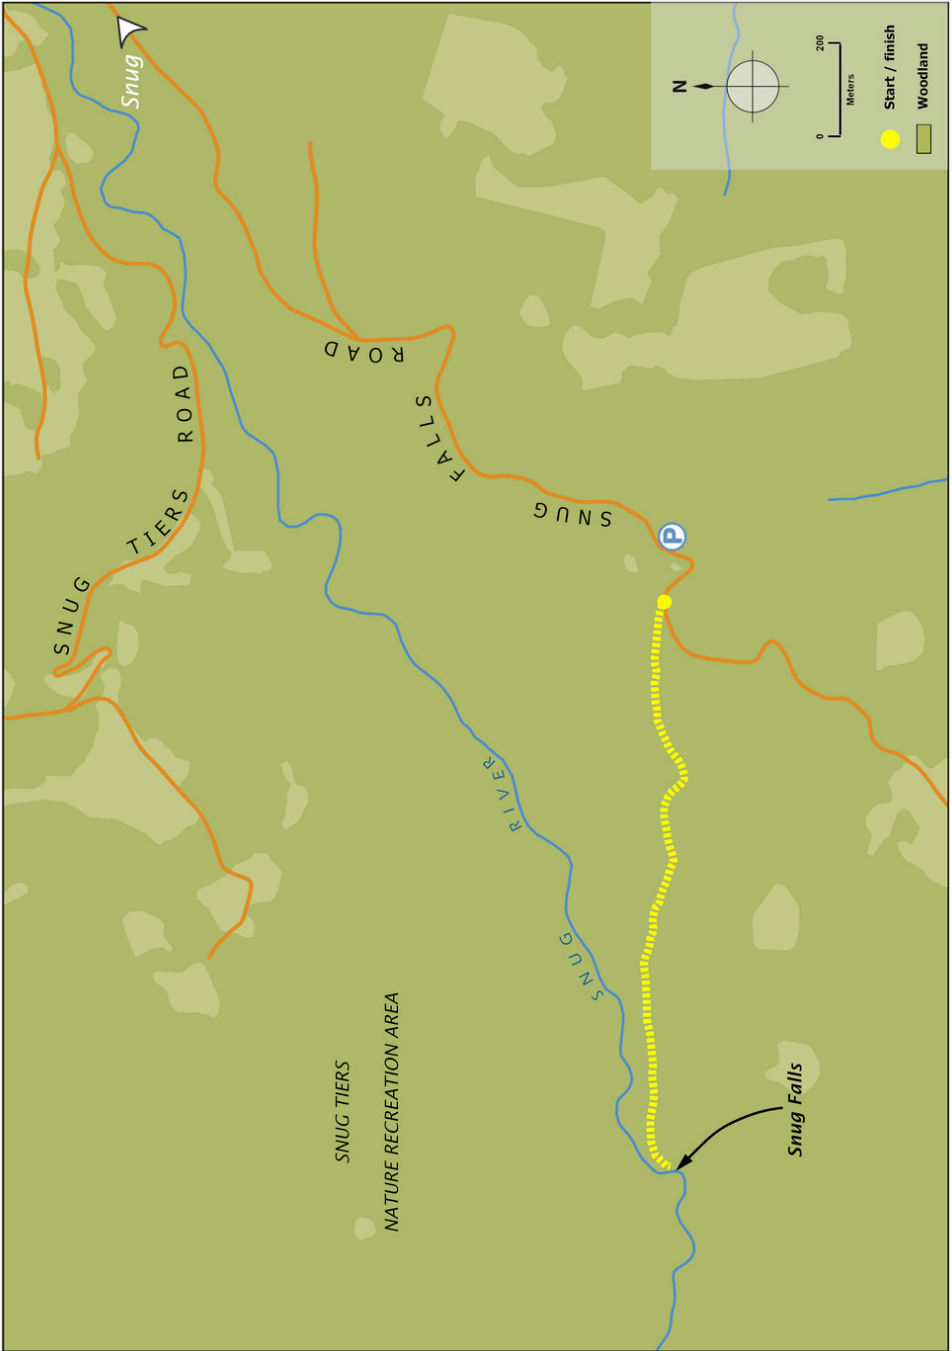 Snug
SNUG TIERS ROAD
SNUG FALLS ROAD
P
SNUG RIVER
SNUG TIERS
NATURE RECREATION AREA
Snug Falls
N
0 200
Meters
Start / finish
Woodland